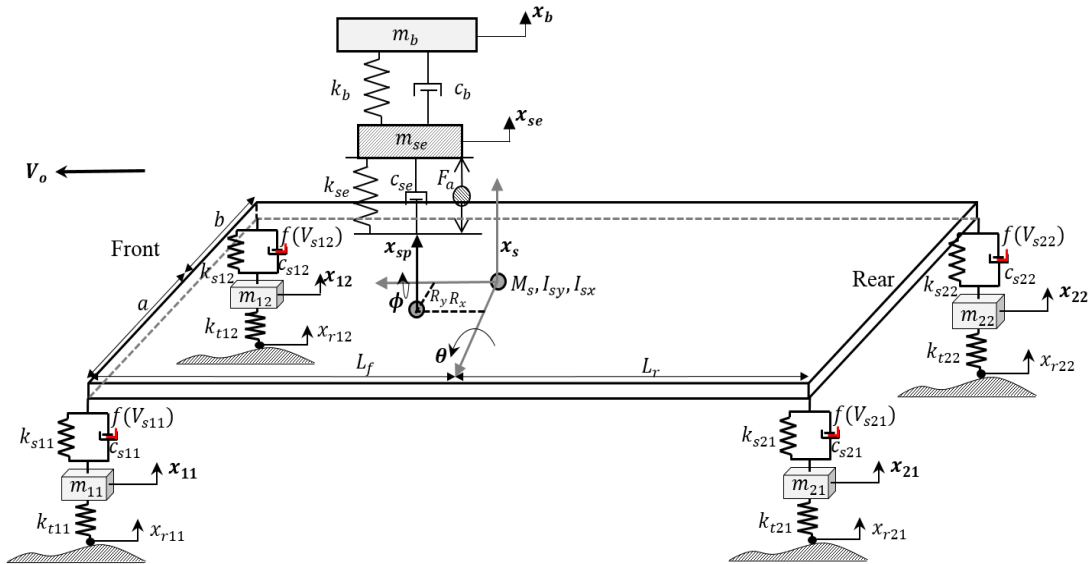 x_b
m_b
k_b
c_b
x_se
m_se
V_o
k_se
c_se
F_a
b
Front
f(V_s12)
k_s12
c_s12
x_12
m_12
k_t12
x_r12
a
x_sp
x_s
ϕ
R_y R_x
M_s, I_sy, I_sx
θ
Rear
f(V_s22)
k_s22
c_s22
x_22
m_22
k_t22
x_r22
L_f
L_r
f(V_s11)
k_s11
c_s11
x_11
m_11
k_t11
x_r11
f(V_s21)
k_s21
c_s21
x_21
m_21
k_t21
x_r21